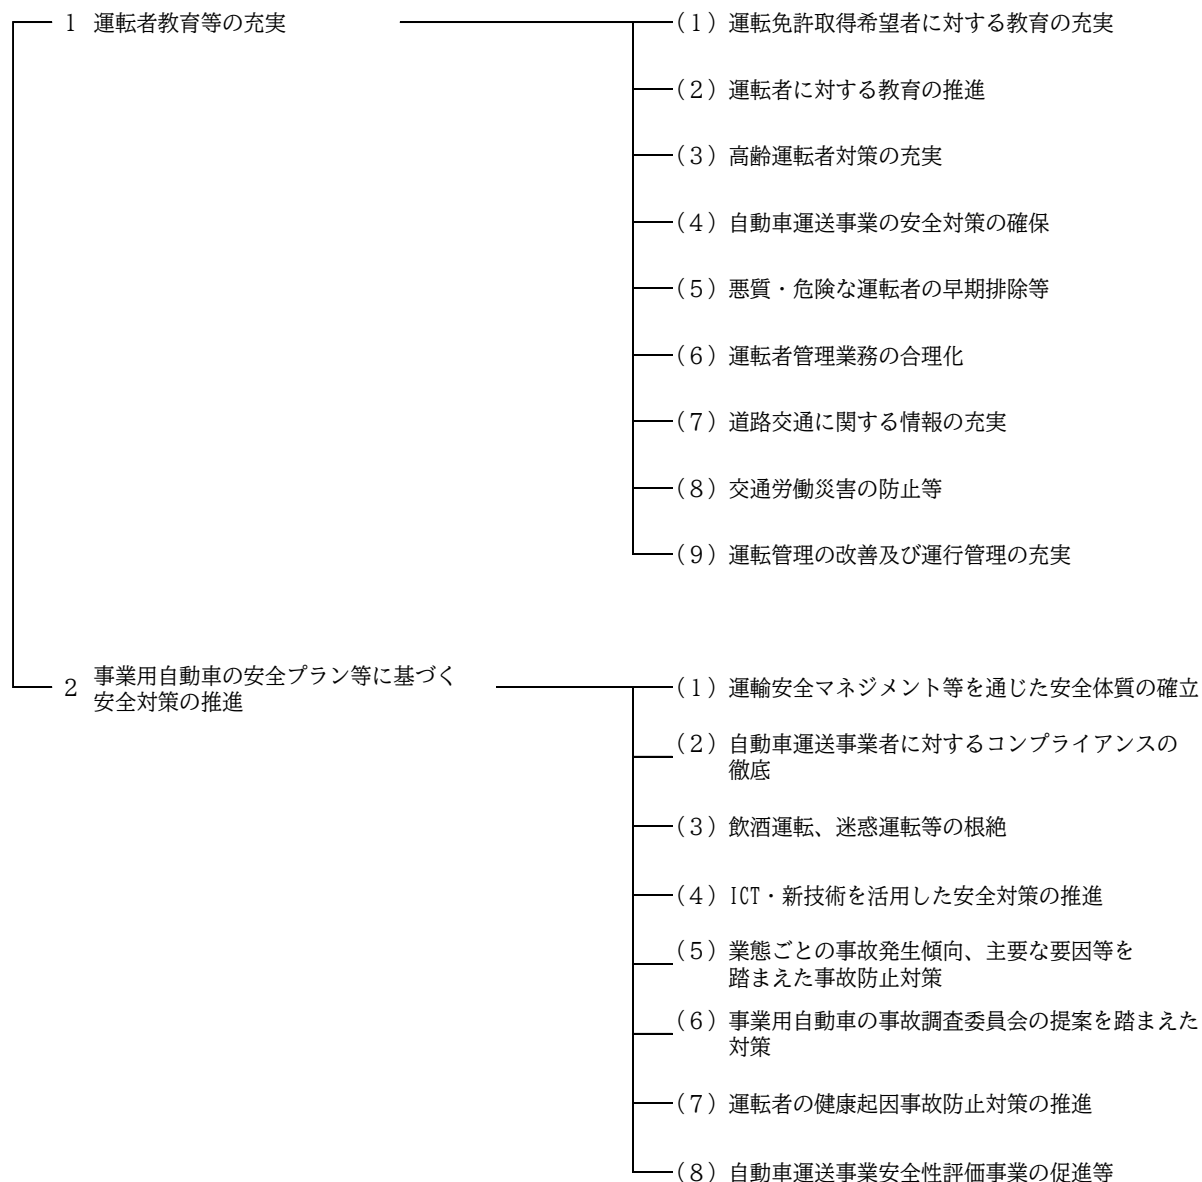 1 運転者教育等の充実
(1)運転免許取得希望者に対する教育の充実
(2)運転者に対する教育の推進
(3)高齢運転者対策の充実
(4)自動車運送事業の安全対策の確保
(5)悪質・危険な運転者の早期排除等
(6)運転者管理業務の合理化
(7)道路交通に関する情報の充実
(8)交通労働災害の防止等
(9)運転管理の改善及び運行管理の充実
2 事業用自動車の安全プラン等に基づく
安全対策の推進
(1)運輸安全マネジメント等を通じた安全体質の確立
(2)自動車運送事業者に対するコンプライアンスの
徹底
(3)飲酒運転、迷惑運転等の根絶
(4)ICT・新技術を活用した安全対策の推進
(5)業態ごとの事故発生傾向、主要な要因等を
踏まえた事故防止対策
(6)事業用自動車の事故調査委員会の提案を踏まえた
対策
(7)運転者の健康起因事故防止対策の推進
(8)自動車運送事業安全性評価事業の促進等